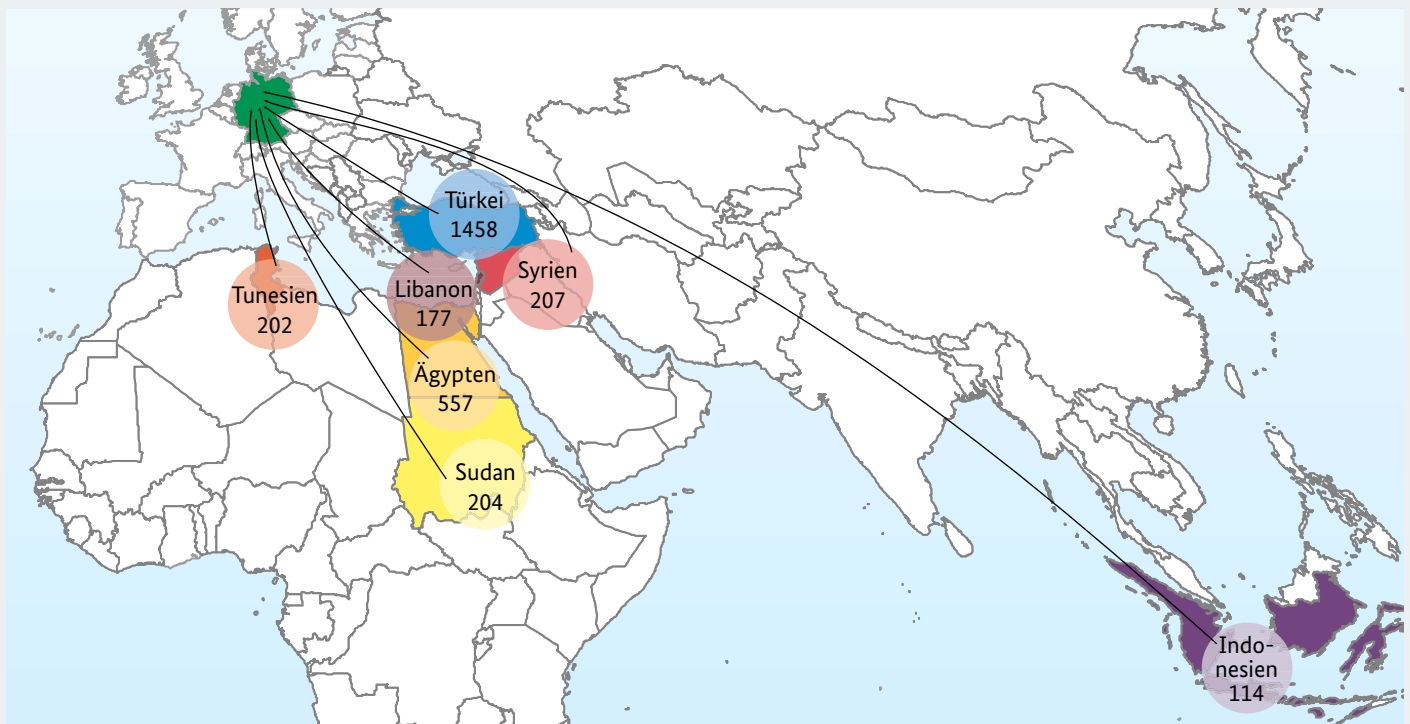 Türkei
1458
Syrien
207
Libanon
177
Tunesien
202
Ägypten
557
Sudan
204
Indo-
nesien
114